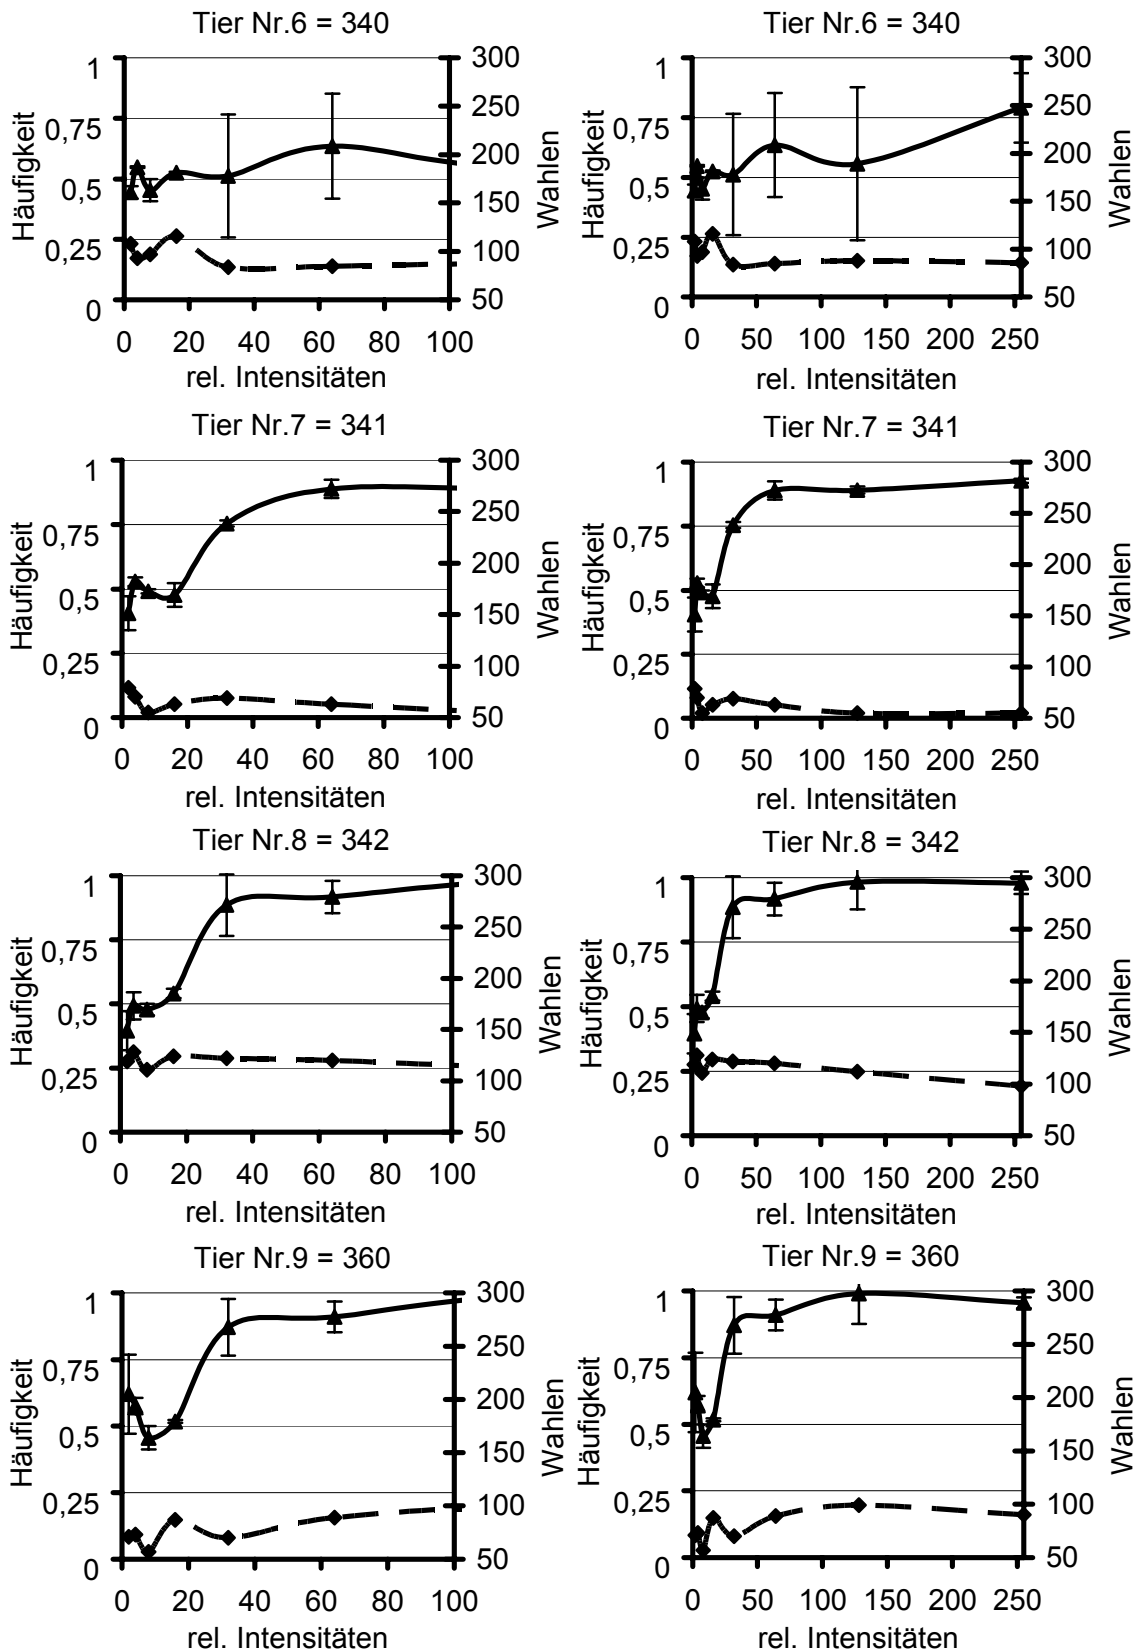 Tier Nr.6 = 340
1
0,75
0,5
0,25
0
Häufigkeit
300
250
200
150
100
50
Wahlen
0 20 40 60 80 100
rel. Intensitäten
Tier Nr.6 = 340
1
0,75
0,5
0,25
0
Häufigkeit
300
250
200
150
100
50
Wahlen
0 50 100 150 200 250
rel. Intensitäten
Tier Nr.7 = 341
1
0,75
0,5
0,25
0
Häufigkeit
300
250
200
150
100
50
Wahlen
0 20 40 60 80 100
rel. Intensitäten
Tier Nr.7 = 341
1
0,75
0,5
0,25
0
Häufigkeit
300
250
200
150
100
50
Wahlen
0 50 100 150 200 250
rel. Intensitäten
Tier Nr.8 = 342
1
0,75
0,5
0,25
0
Häufigkeit
300
250
200
150
100
50
Wahlen
0 20 40 60 80 100
rel. Intensitäten
Tier Nr.8 = 342
1
0,75
0,5
0,25
0
Häufigkeit
300
250
200
150
100
50
Wahlen
0 50 100 150 200 250
rel. Intensitäten
Tier Nr.9 = 360
1
0,75
0,5
0,25
0
Häufigkeit
300
250
200
150
100
50
Wahlen
0 20 40 60 80 100
rel. Intensitäten
Tier Nr.9 = 360
1
0,75
0,5
0,25
0
Häufigkeit
300
250
200
150
100
50
Wahlen
0 50 100 150 200 250
rel. Intensitäten